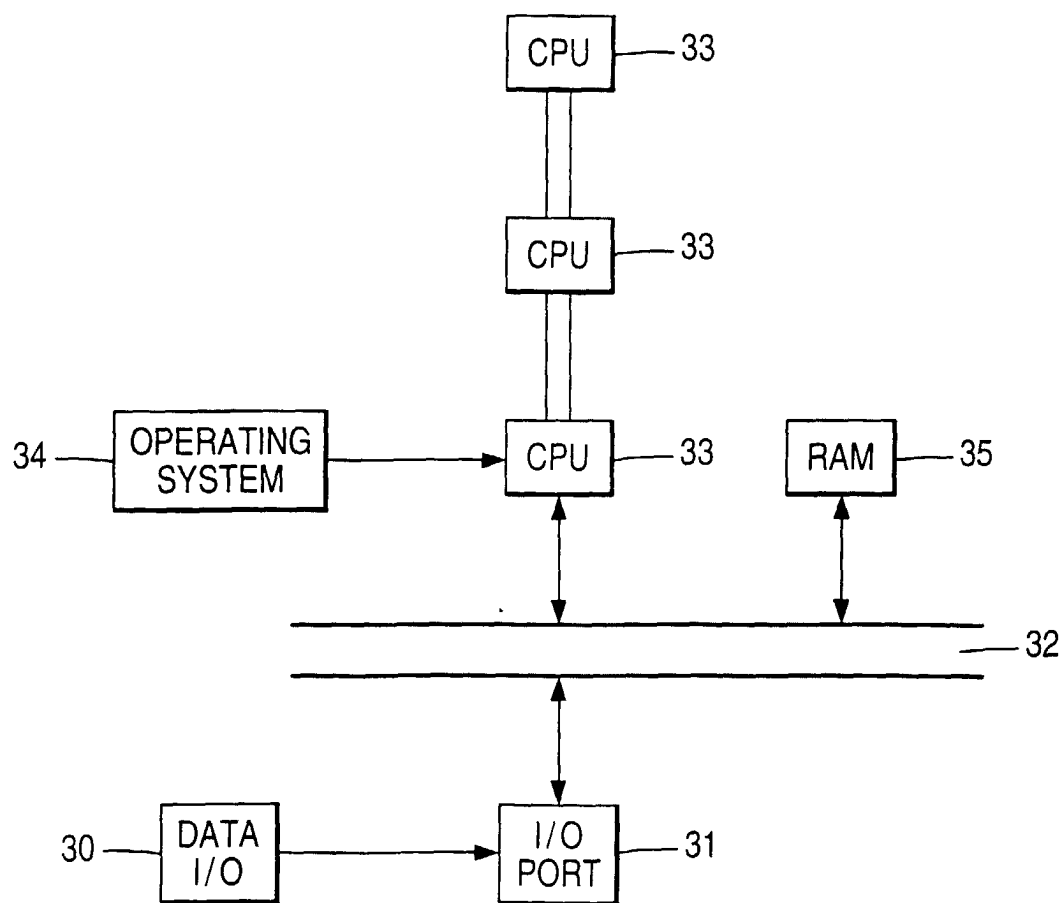 CPU 33
CPU 33
34 OPERATING
SYSTEM
CPU 33
RAM 35
32
30 DATA
I/O
I/O
PORT 31